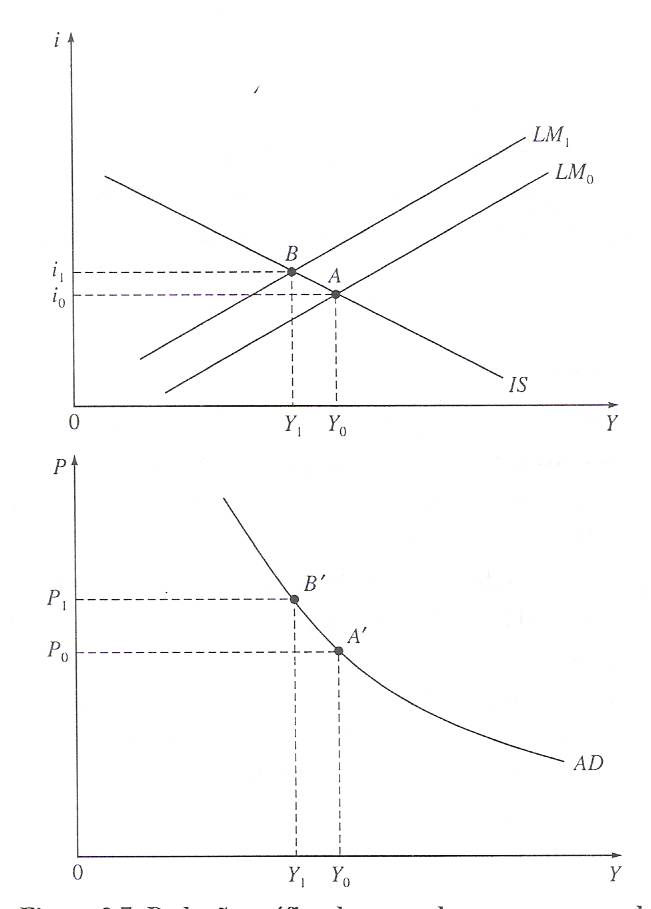 i
LM₁
LM₀
B
A
i₁
i₀
IS
0
Y₁ Y₀ Y
P
B′
P₁
A′
P₀
AD
0
Y₁ Y₀ Y